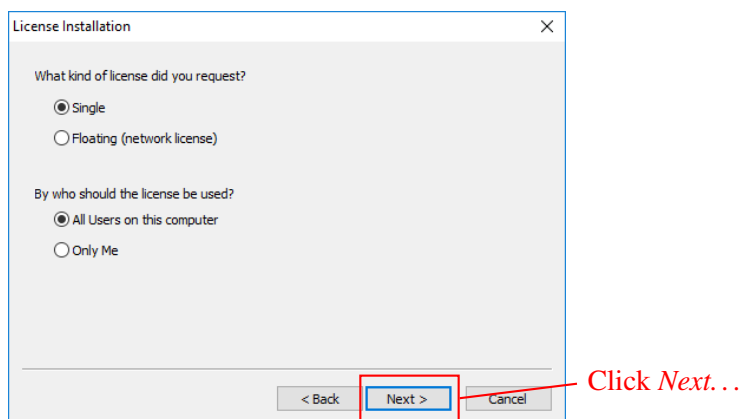 License Installation
What kind of license did you request?
Single
Floating (network license)
By who should the license be used?
All Users on this computer
Only Me
< Back Next > Cancel
Click Next...